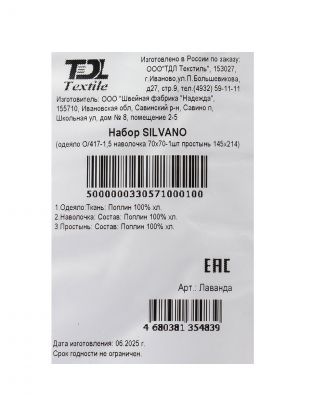 TDL
Textile
Изготовлено в России по заказу:
ООО"ТДЛ Текстиль", 153027,
г.Иваново,ул.П.Большевикова,
д27, стр.9, тел.(4932) 59-11-11
Изготовитель: ООО "Швейная фабрика "Надежда",
155710, Ивановская обл, Савинский р-н, Савино п,
Школьная ул, дом № 8, помещение 2-5
Набор SILVANO
(одеяло О/417-1,5 наволочка 70x70-1шт простынь 145x214)
5000000330571000100
1.Одеяло:Ткань: Поплин 100% хл.
2.Наволочка: Состав: Поплин 100% хл.
3.Простынь: Состав: Поплин 100% хл.
EAC
Арт.: Лаванда
4 680381 354839
Дата изготовления: 06.2025 г.
Срок годности не ограничен.